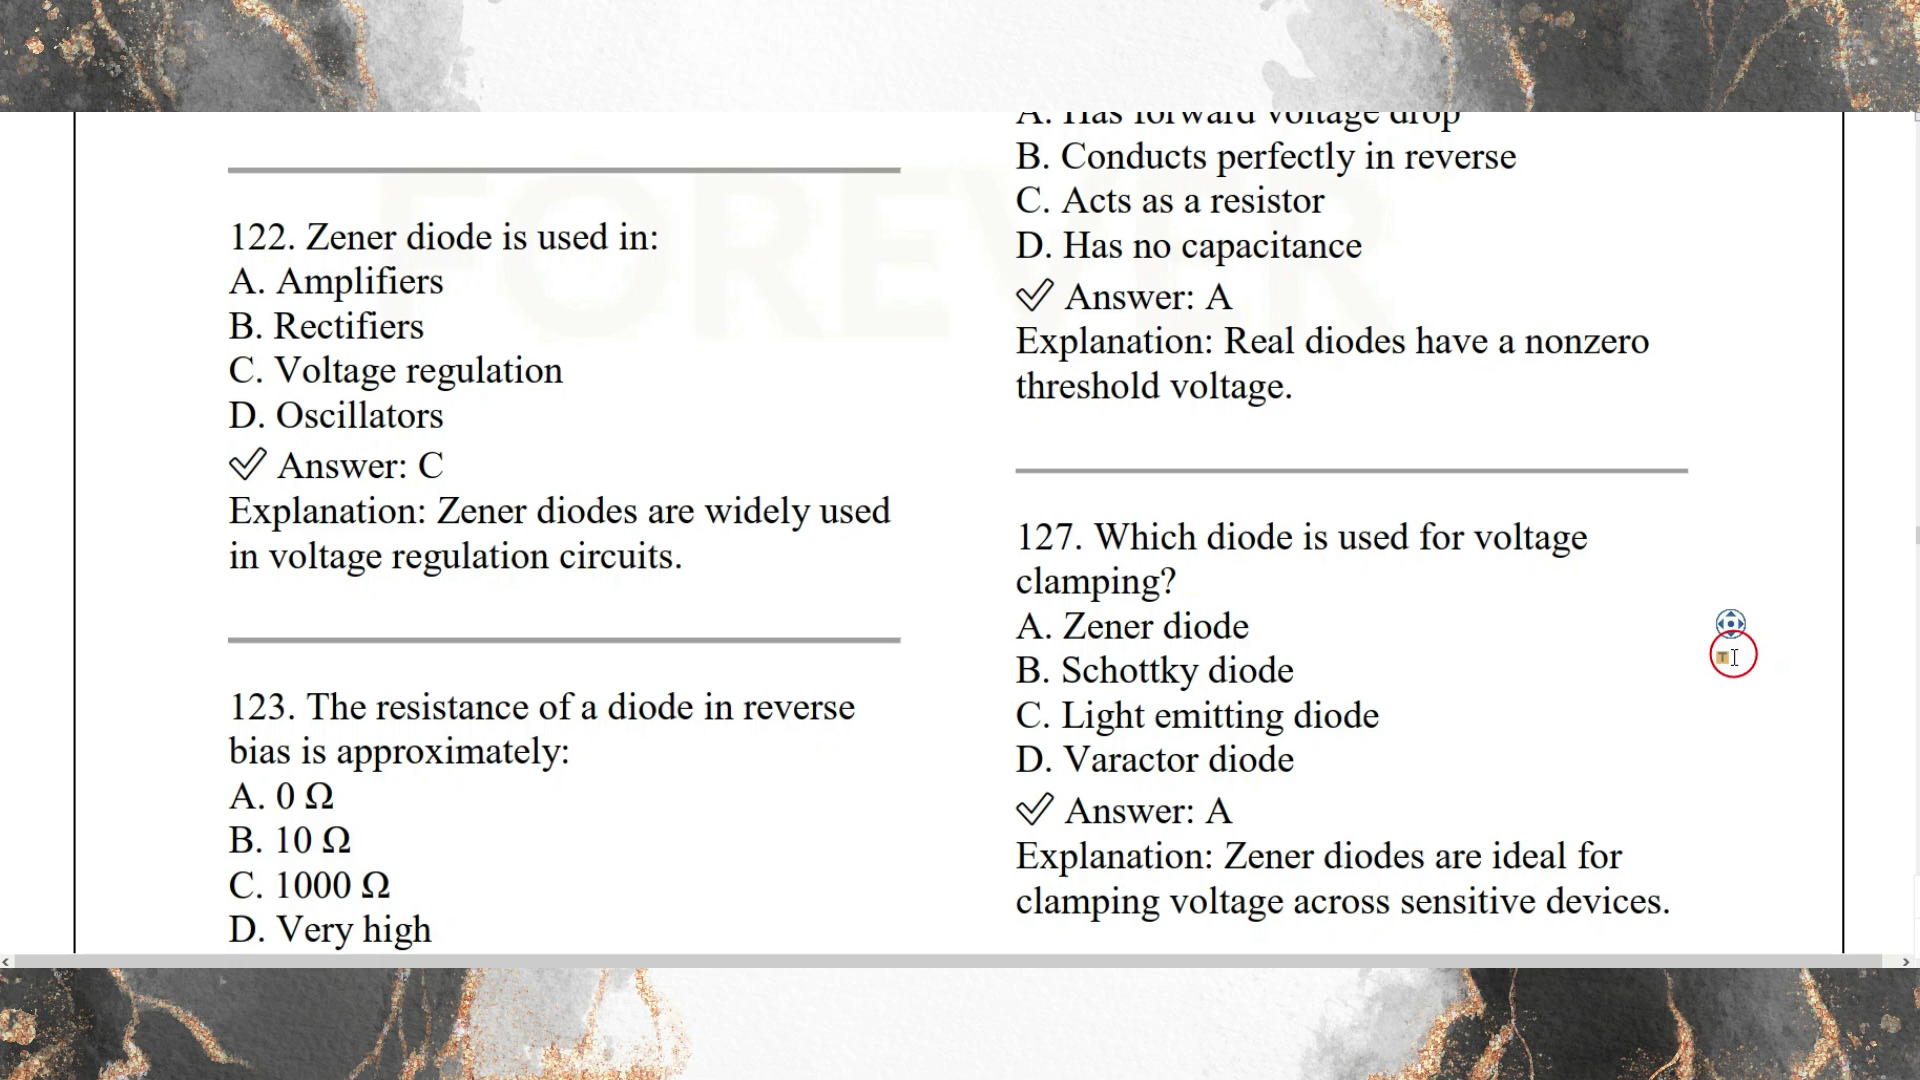 FOREVER
122. Zener diode is used in:
A. Amplifiers
B. Rectifiers
C. Voltage regulation
D. Oscillators
✓ Answer: C
Explanation: Zener diodes are widely used
in voltage regulation circuits.
123. The resistance of a diode in reverse
bias is approximately:
A. 0 Ω
B. 10 Ω
C. 1000 Ω
D. Very high
A. Has forward voltage drop
B. Conducts perfectly in reverse
C. Acts as a resistor
D. Has no capacitance
✓ Answer: A
Explanation: Real diodes have a nonzero
threshold voltage.
127. Which diode is used for voltage
clamping?
A. Zener diode
B. Schottky diode
C. Light emitting diode
D. Varactor diode
✓ Answer: A
Explanation: Zener diodes are ideal for
clamping voltage across sensitive devices.
T